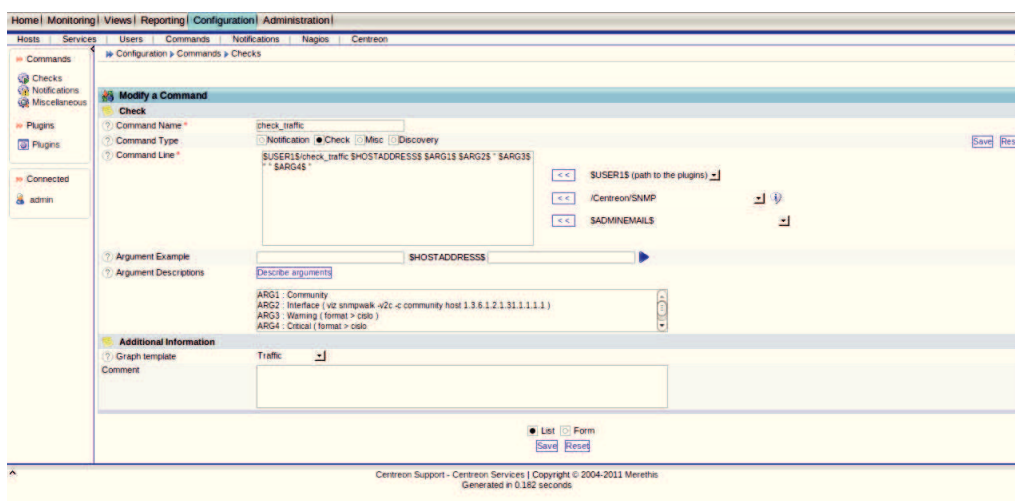 Home Monitoring Views Reporting Configuration Administration
Hosts Services Users Commands Notifications Nagios Centreon
Configuration Commands Checks
Commands
Checks
Notifications
Miscellaneous
Plugins
Plugins
Connected
admin
Modify a Command
Check
Command Name * check_traffic
Command Type Notification Check Misc Discovery
Save Res
Command Line * $USER1$/check_traffic $HOSTADDRESS$ $ARG1$ $ARG2$ " $ARG3$
" " $ARG4$ "
<< $USER1$ (path to the plugins)
<< /Centreon/SNMP
<< $ADMINEMAIL$
Argument Example $HOSTADDRESS$
Argument Descriptions Describe arguments
ARG1 : Community
ARG2 : Interface ( viz snmpwalk -v2c -c community host 1.3.6.1.2.1.31.1.1.1.1 )
ARG3 : Warning ( format > cislo )
ARG4 : Critical ( format > cislo
Additional Information
Graph template Traffic
Comment
List Form
Save Reset
Centreon Support - Centreon Services | Copyright © 2004-2011 Merethis
Generated in 0.182 seconds